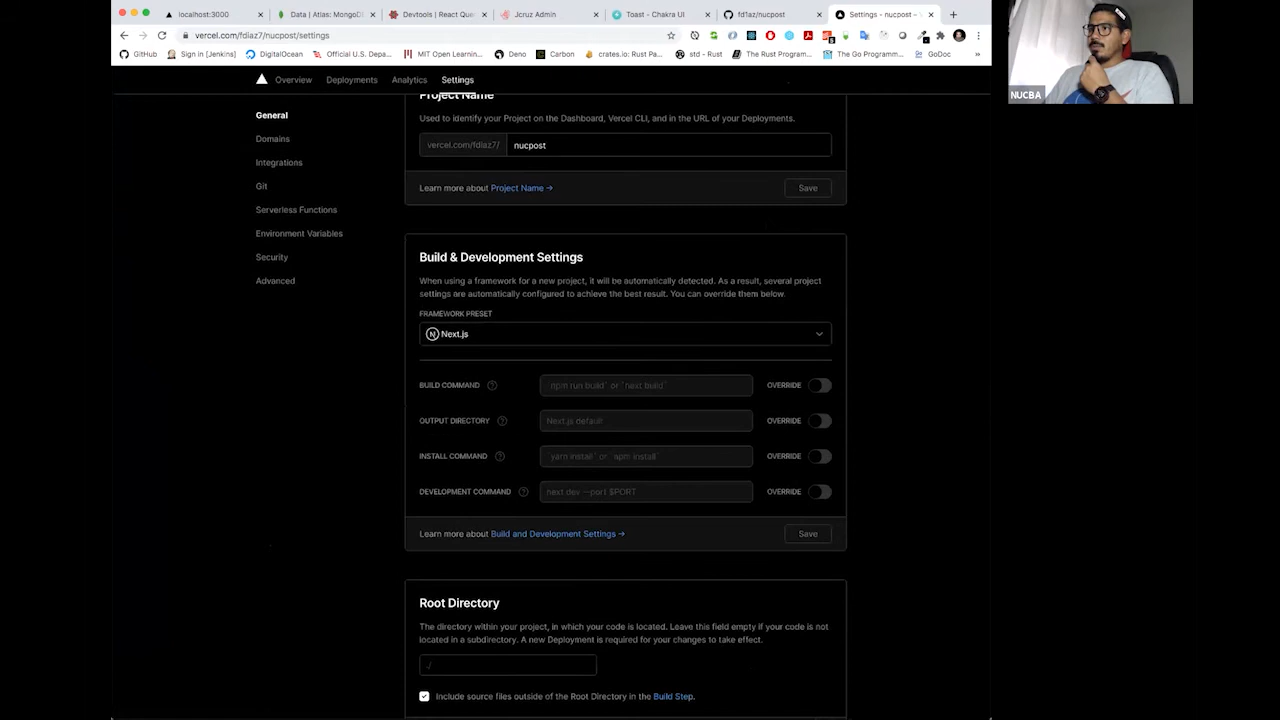 localhost:3000
Data | Atlas: MongoD
Devtools | React Que
Jcruz Admin
Toast - Chakra UI
fd1az/nucpost
Settings - nucpost –
vercel.com/fdiaz7/nucpost/settings
GitHub
Sign in [Jenkins]
DigitalOcean
Official U.S. Depa...
MIT Open Learnin...
Deno
Carbon
crates.io: Rust Pa...
std - Rust
The Rust Program...
The Go Programm...
GoDoc
NUCBA
Overview
Deployments
Analytics
Settings
General
Domains
Integrations
Git
Serverless Functions
Environment Variables
Security
Advanced
Project Name
Used to identify your Project on the Dashboard, Vercel CLI, and in the URL of your Deployments.
vercel.com/fdiaz7/ nucpost
Learn more about Project Name →
Save
Build & Development Settings
When using a framework for a new project, it will be automatically detected. As a result, several project
settings are automatically configured to achieve the best result. You can override them below.
FRAMEWORK PRESET
N Next.js
BUILD COMMAND ? `npm run build` or `next build` OVERRIDE
OUTPUT DIRECTORY ? Next.js default OVERRIDE
INSTALL COMMAND ? `yarn install` or `npm install` OVERRIDE
DEVELOPMENT COMMAND ? next dev --port $PORT OVERRIDE
Learn more about Build and Development Settings →
Save
Root Directory
The directory within your project, in which your code is located. Leave this field empty if your code is not
located in a subdirectory. A new Deployment is required for your changes to take effect.
./
Include source files outside of the Root Directory in the Build Step.